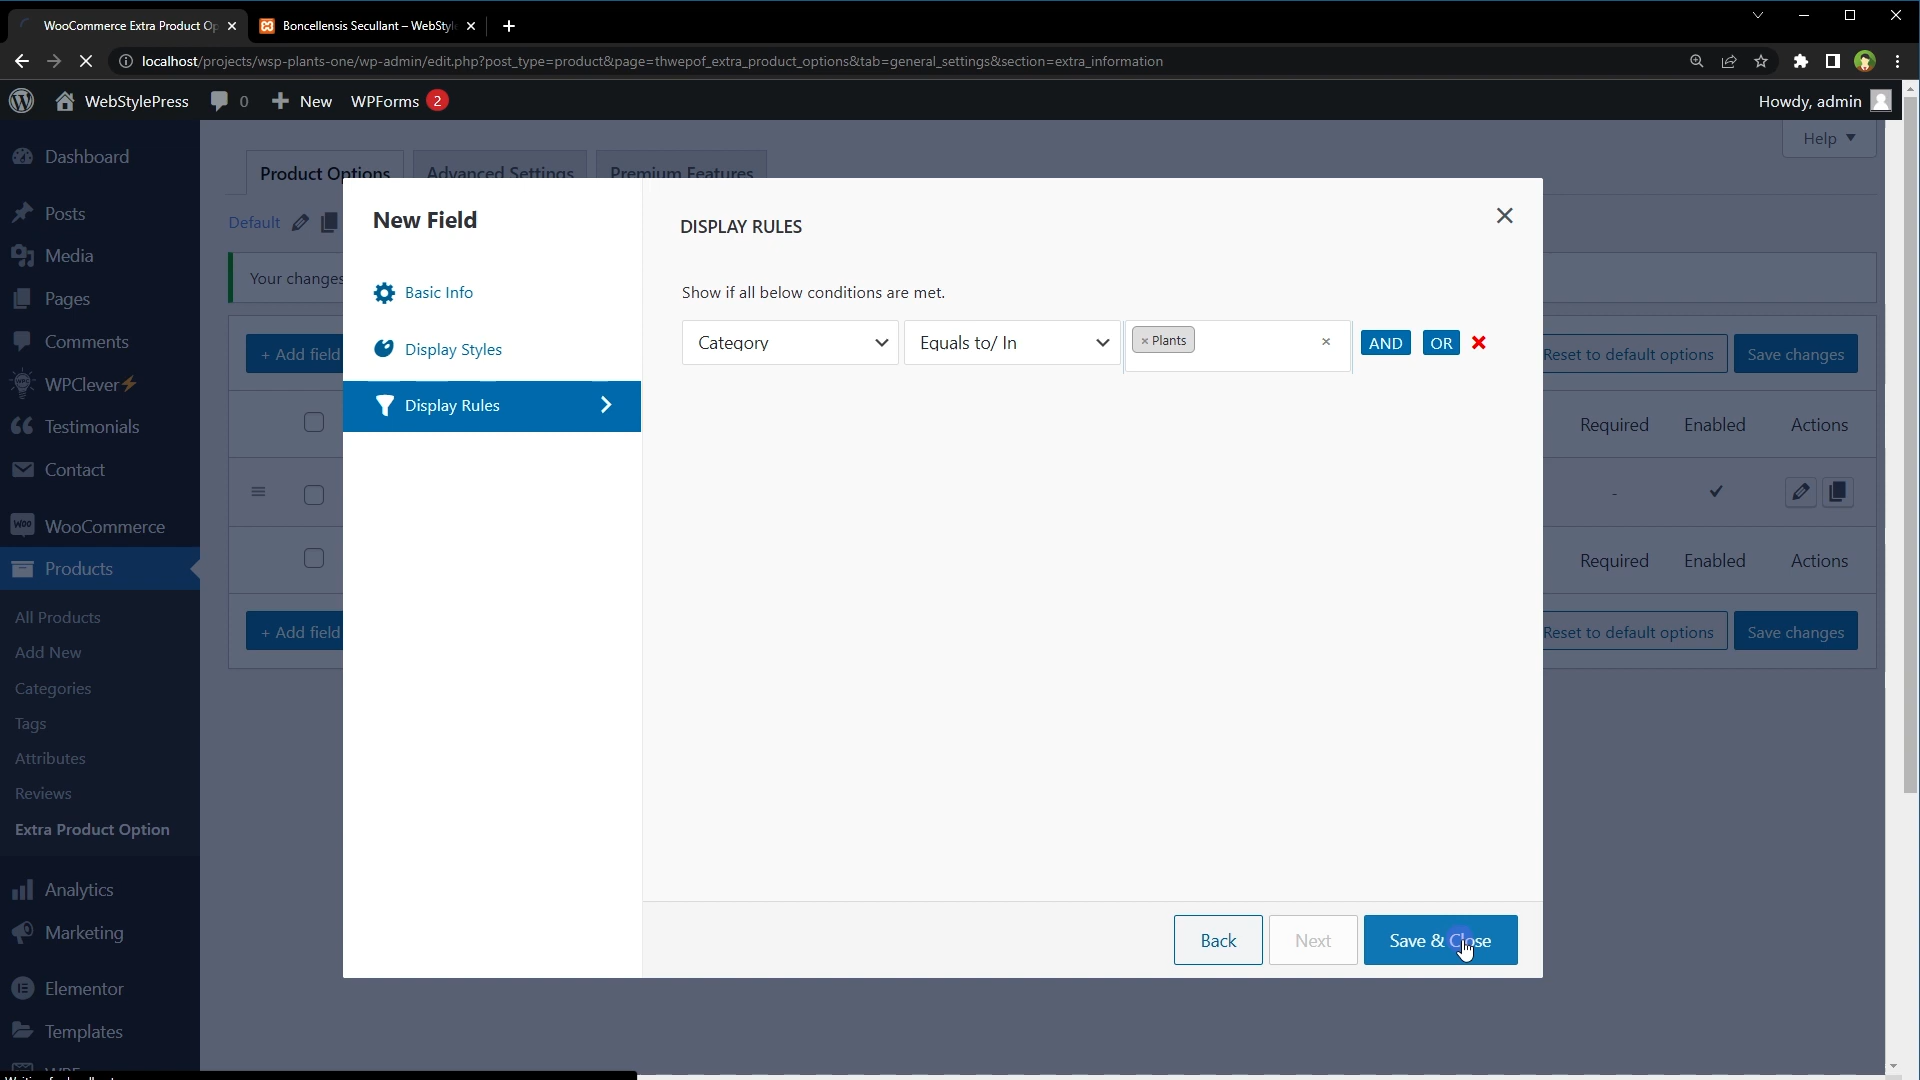 WooCommerce Extra Product Op
Boncellensis Secullant – WebStyle
localhost/projects/wsp-plants-one/wp-admin/edit.php?post_type=product&page=thwepof_extra_product_options&tab=general_settings&section=extra_information
WebStylePress 0 New WPForms 2
Howdy, admin
Help
Dashboard
Posts
Media
Pages
Comments
WPClever
Testimonials
Contact
WooCommerce
Products
All Products
Add New
Categories
Tags
Attributes
Reviews
Extra Product Option
Analytics
Marketing
Elementor
Templates
Product Options Advanced Settings Premium Features
Default
Your changes
+ Add field
Reset to default options Save changes
Required Enabled Actions
-
Required Enabled Actions
+ Add field
Reset to default options Save changes
New Field
Basic Info
Display Styles
Display Rules
DISPLAY RULES
Show if all below conditions are met.
Category Equals to/ In × Plants × AND OR
Back Next Save & Close